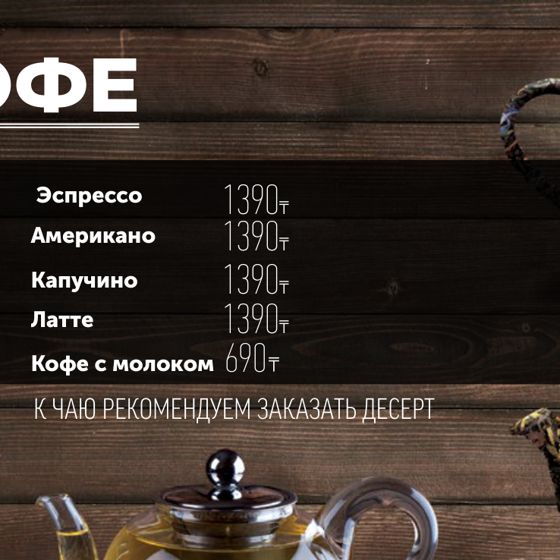 ОФЕ
Эспрессо 1390₸
Американо 1390₸
Капучино 1390₸
Латте 1390₸
Кофе с молоком 690₸
К ЧАЮ РЕКОМЕНДУЕМ ЗАКАЗАТЬ ДЕСЕРТ